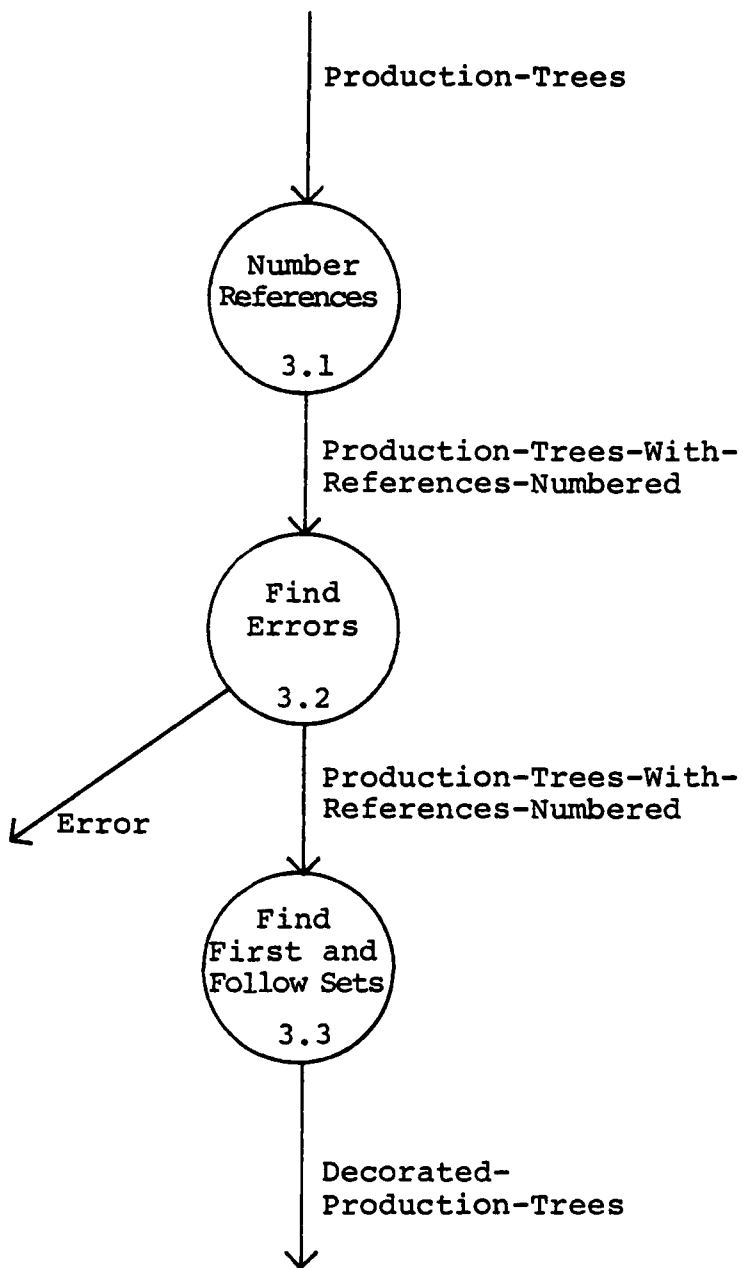 Production-Trees
Number
References
3.1
Production-Trees-With-
References-Numbered
Find
Errors
3.2
Production-Trees-With-
References-Numbered
Error
Find
First and
Follow Sets
3.3
Decorated-
Production-Trees